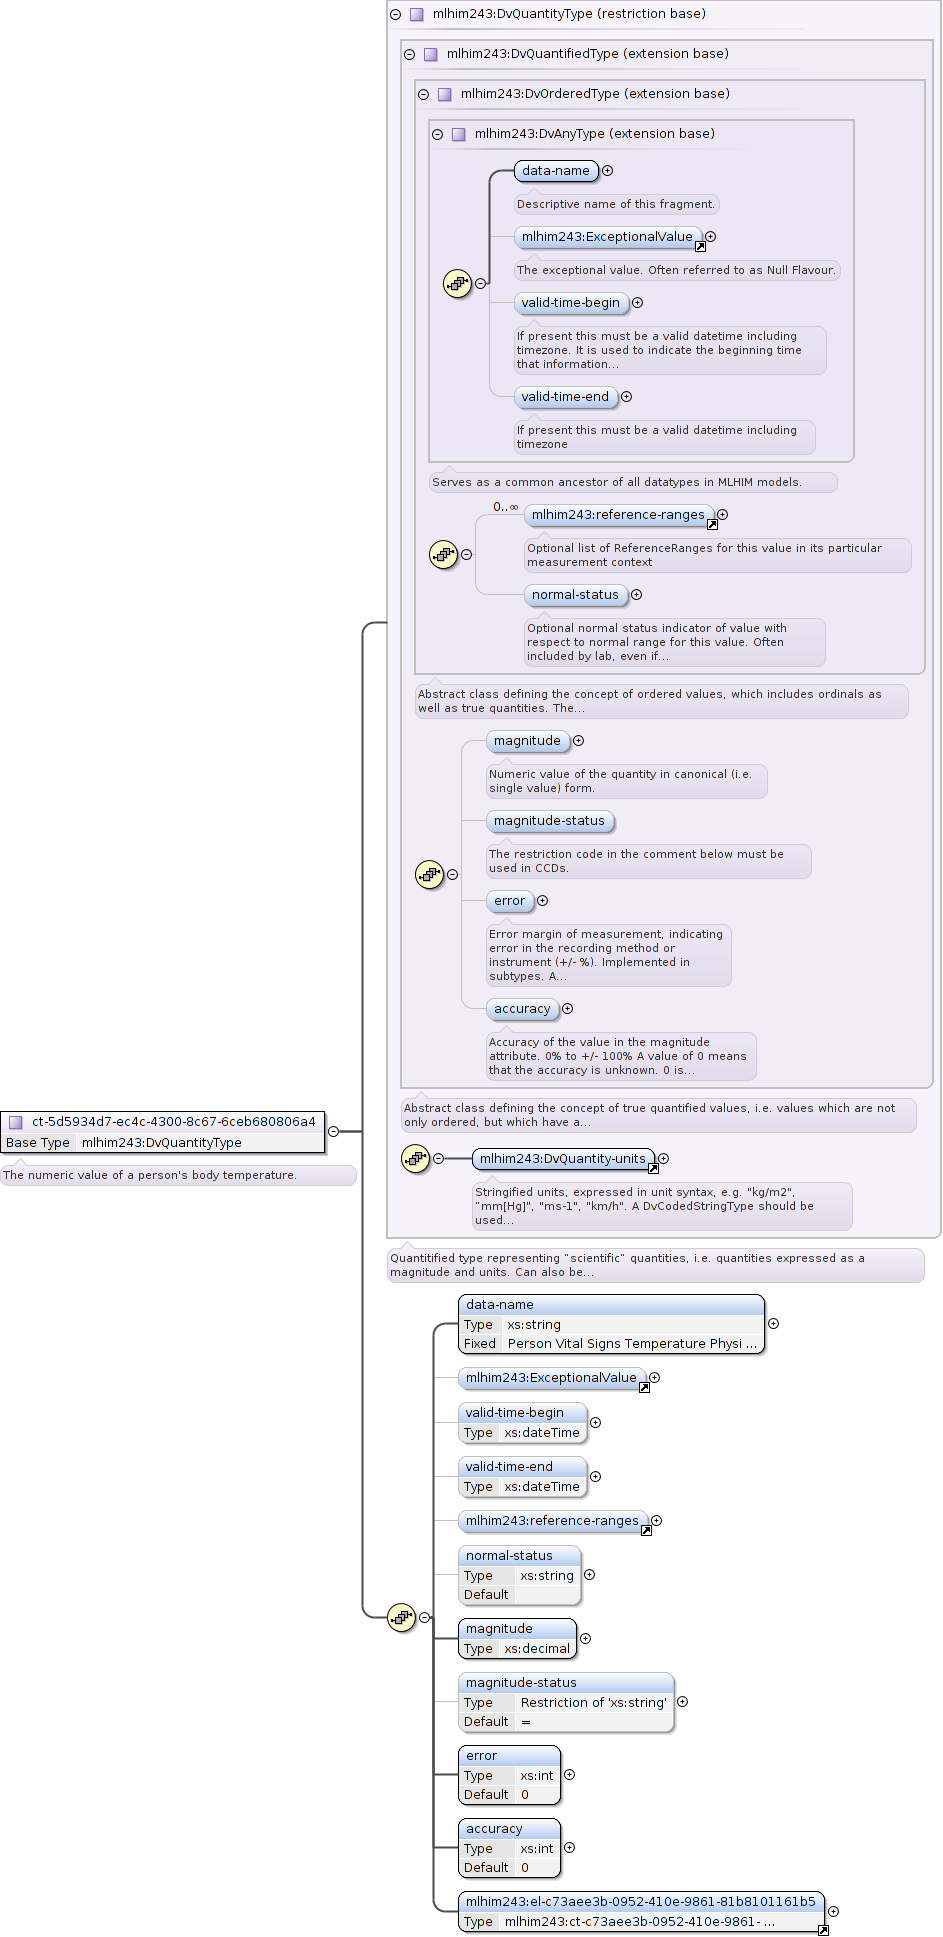 mlhim243:DvQuantityType (restriction base)
mlhim243:DvQuantifiedType (extension base)
mlhim243:DvOrderedType (extension base)
mlhim243:DvAnyType (extension base)
data-name
Descriptive name of this fragment.
mlhim243:ExceptionalValue
The exceptional value. Often referred to as Null Flavour.
valid-time-begin
If present this must be a valid datetime including
timezone. It is used to indicate the beginning time
that information...
valid-time-end
If present this must be a valid datetime including
timezone
Serves as a common ancestor of all datatypes in MLHIM models.
0..∞
mlhim243:reference-ranges
Optional list of ReferenceRanges for this value in its particular
measurement context
normal-status
Optional normal status indicator of value with
respect to normal range for this value. Often
included by lab, even if...
Abstract class defining the concept of ordered values, which includes ordinals as
well as true quantities. The...
magnitude
Numeric value of the quantity in canonical (i.e.
single value) form.
magnitude-status
The restriction code in the comment below must be
used in CCDs.
error
Error margin of measurement, indicating
error in the recording method or
instrument (+/- %). Implemented in
subtypes. A...
accuracy
Accuracy of the value in the magnitude
attribute. 0% to +/- 100% A value of 0 means
that the accuracy is unknown. 0 is...
Abstract class defining the concept of true quantified values, i.e. values which are not
only ordered, but which have a...
ct-5d5934d7-ec4c-4300-8c67-6ceb680806a4
Base Type mlhim243:DvQuantityType
The numeric value of a person's body temperature.
mlhim243:DvQuantity-units
Stringified units, expressed in unit syntax, e.g. "kg/m2",
"mm[Hg]", "ms-1", "km/h". A DvCodedStringType should be
used...
Quantitified type representing "scientific" quantities, i.e. quantities expressed as a
magnitude and units. Can also be...
data-name
Type xs:string
Fixed Person Vital Signs Temperature Physi ...
mlhim243:ExceptionalValue
valid-time-begin
Type xs:dateTime
valid-time-end
Type xs:dateTime
mlhim243:reference-ranges
normal-status
Type xs:string
Default
magnitude
Type xs:decimal
magnitude-status
Type Restriction of 'xs:string'
Default =
error
Type xs:int
Default 0
accuracy
Type xs:int
Default 0
mlhim243:el-c73aee3b-0952-410e-9861-81b8101161b5
Type mlhim243:ct-c73aee3b-0952-410e-9861- ...